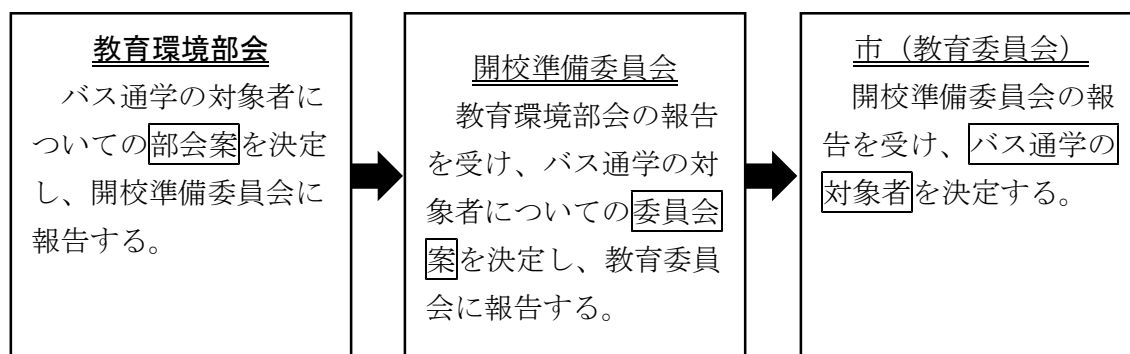 教育環境部会
バス通学の対象者に
ついての部会案を決定
し、開校準備委員会に
報告する。
開校準備委員会
教育環境部会の報告
を受け、バス通学の対
象者についての委員会
案を決定し、教育委員
会に報告する。
市（教育委員会）
開校準備委員会の報
告を受け、バス通学の
対象者を決定する。